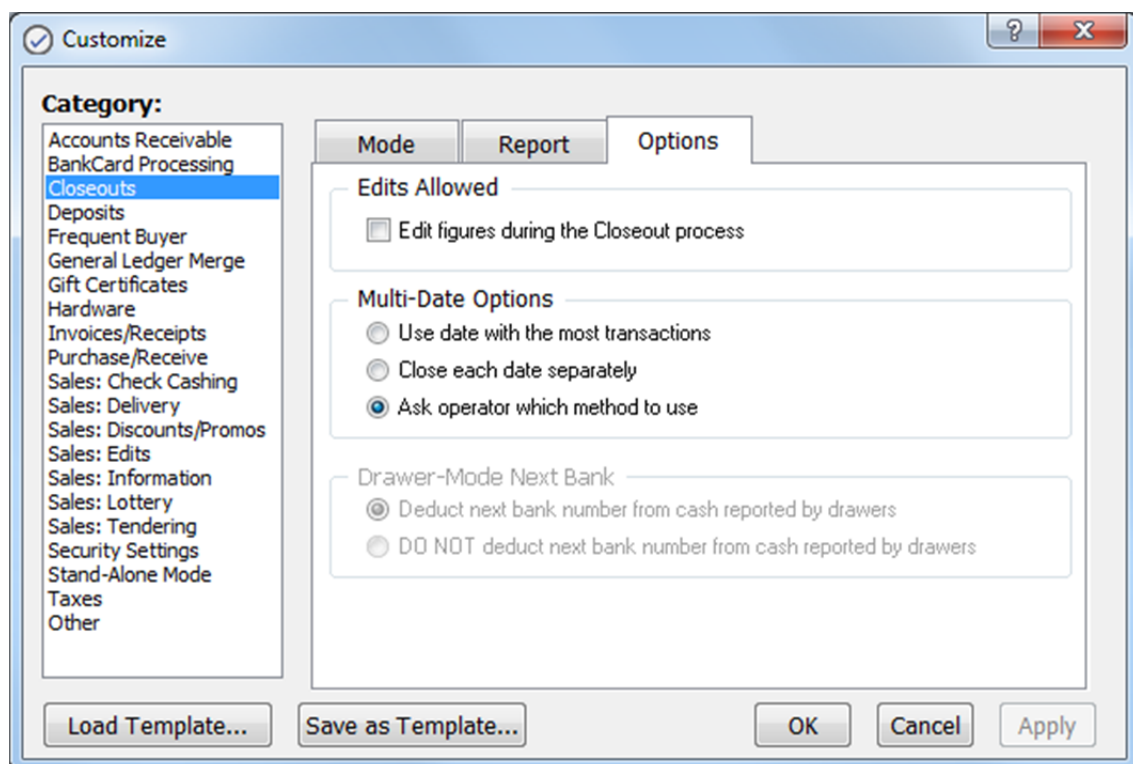 Customize
Category:
Accounts Receivable
BankCard Processing
Closeouts
Deposits
Frequent Buyer
General Ledger Merge
Gift Certificates
Hardware
Invoices/Receipts
Purchase/Receive
Sales: Check Cashing
Sales: Delivery
Sales: Discounts/Promos
Sales: Edits
Sales: Information
Sales: Lottery
Sales: Tendering
Security Settings
Stand-Alone Mode
Taxes
Other
Mode Report Options
Edits Allowed
Edit figures during the Closeout process
Multi-Date Options
Use date with the most transactions
Close each date separately
Ask operator which method to use
Drawer-Mode Next Bank
Deduct next bank number from cash reported by drawers
DO NOT deduct next bank number from cash reported by drawers
Load Template... Save as Template... OK Cancel Apply